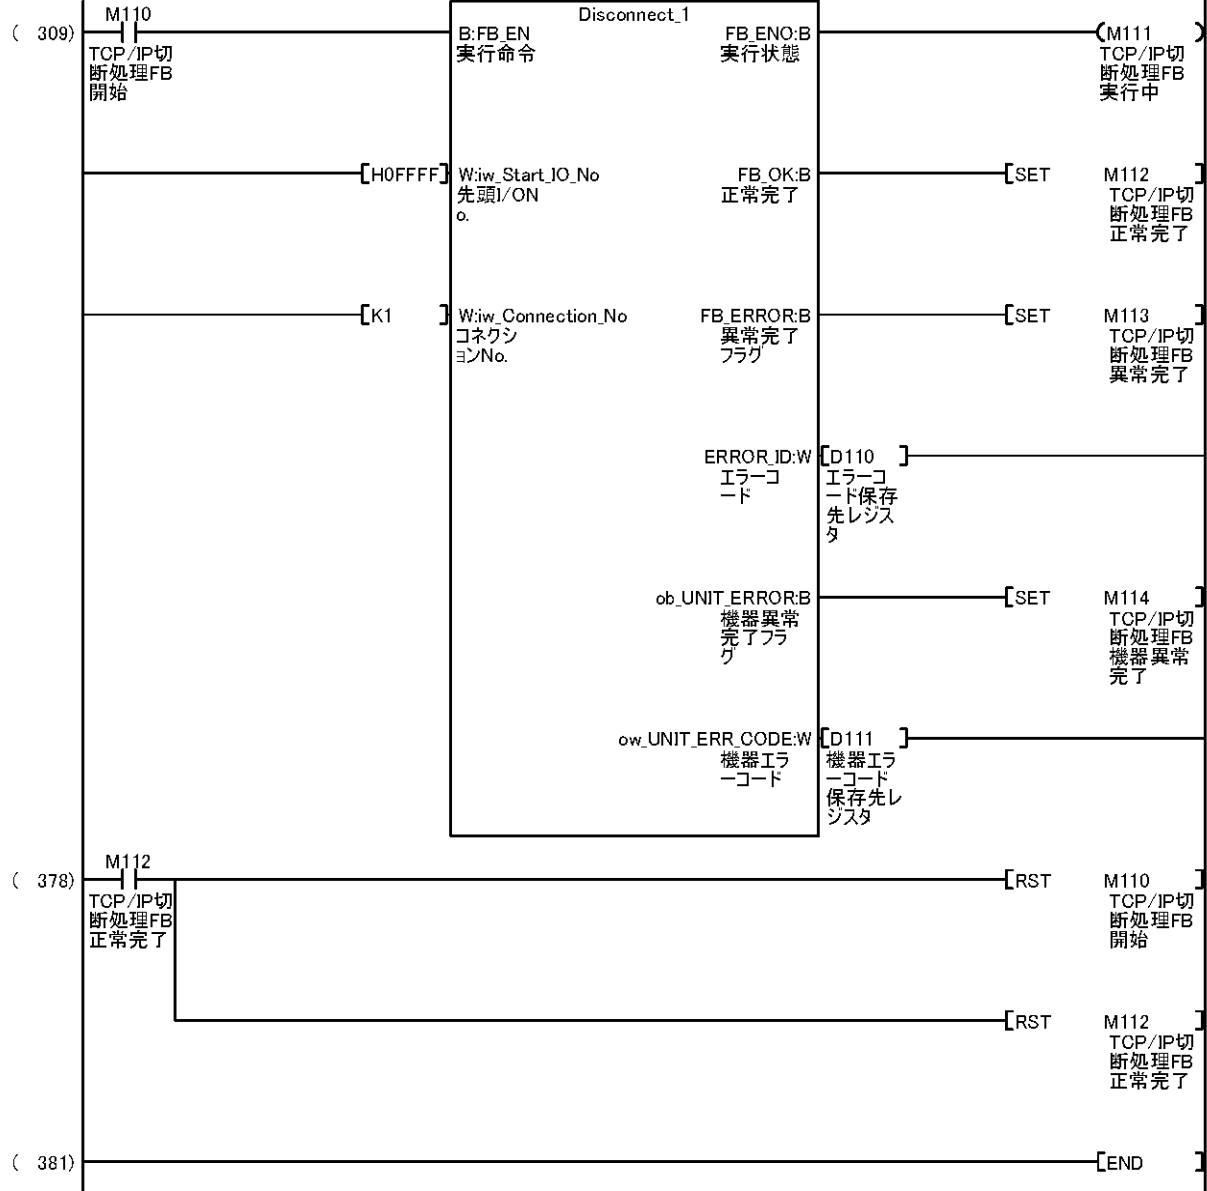 M110
Disconnect_1
( 309)
B:FB_EN
FB_ENO:B
(M111 )
TCP/IP切
断処理FB
開始
実行命令
実行状態
TCP/IP切
断処理FB
実行中
[H0FFFF]
W:iw_Start_IO_No
FB_OK:B
[SET M112 ]
先頭I/ON
o.
正常完了
TCP/IP切
断処理FB
正常完了
[K1 ]
W:iw_Connection_No
FB_ERROR:B
[SET M113 ]
コネクシ
ョンNo.
異常完了
フラグ
TCP/IP切
断処理FB
異常完了
ERROR_ID:W
[D110 ]
エラーコ
ード
エラーコ
ード保存
先レジス
タ
ob_UNIT_ERROR:B
[SET M114 ]
機器異常
完了フラ
グ
TCP/IP切
断処理FB
機器異常
完了
ow_UNIT_ERR_CODE:W
[D111 ]
機器エラ
ーコード
機器エラ
ーコード
保存先レ
ジスタ
M112
( 378)
[RST M110 ]
TCP/IP切
断処理FB
正常完了
TCP/IP切
断処理FB
開始
[RST M112 ]
TCP/IP切
断処理FB
正常完了
( 381)
[END ]